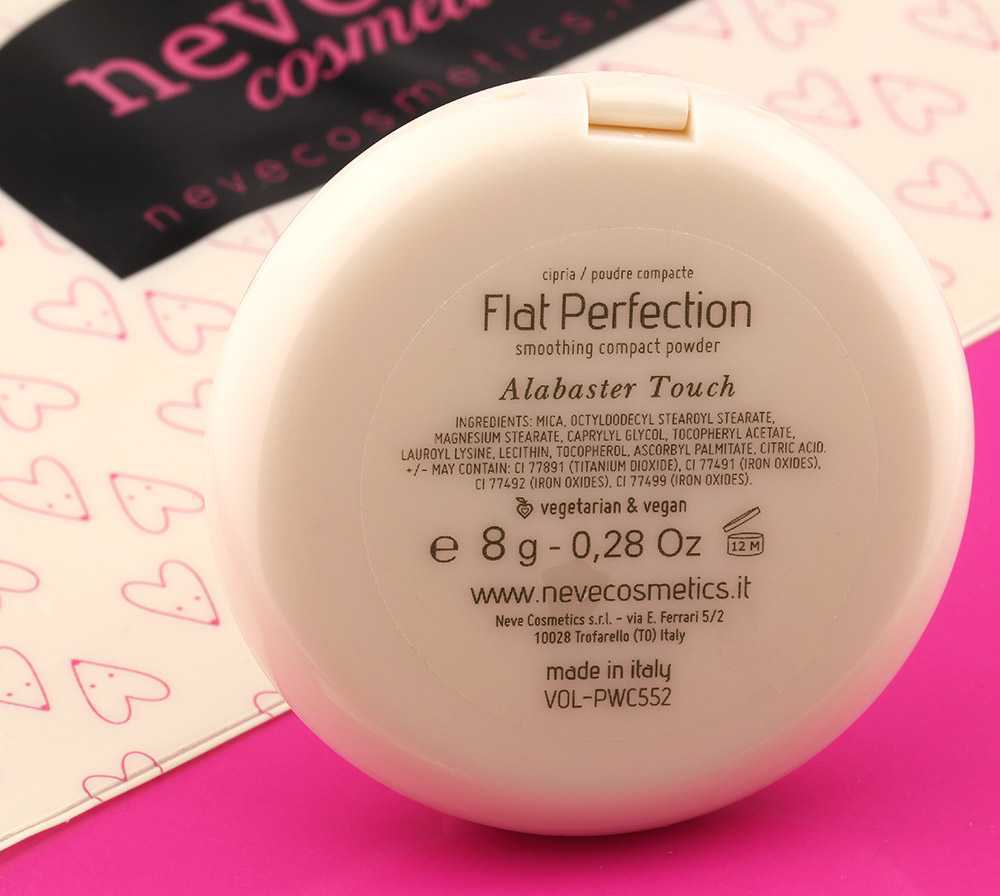 neve
cosmetics
nevecosmetics.
cipria / poudre compacte
Flat Perfection
smoothing compact powder
Alabaster Touch
INGREDIENTS: MICA, OCTYLDODECYL STEAROYL STEARATE,
MAGNESIUM STEARATE, CAPRYLYL GLYCOL, TOCOPHERYL ACETATE,
LAUROYL LYSINE, LECITHIN, TOCOPHEROL, ASCORBYL PALMITATE, CITRIC ACID.
+/- MAY CONTAIN: CI 77891 (TITANIUM DIOXIDE), CI 77491 (IRON OXIDES),
CI 77492 (IRON OXIDES), CI 77499 (IRON OXIDES).
vegetarian & vegan
e 8 g - 0,28 Oz 12 M
www.nevecosmetics.it
Neve Cosmetics s.r.l. - via E. Ferrari 5/2
10028 Trofarello (TO) Italy
made in italy
VOL-PWC552